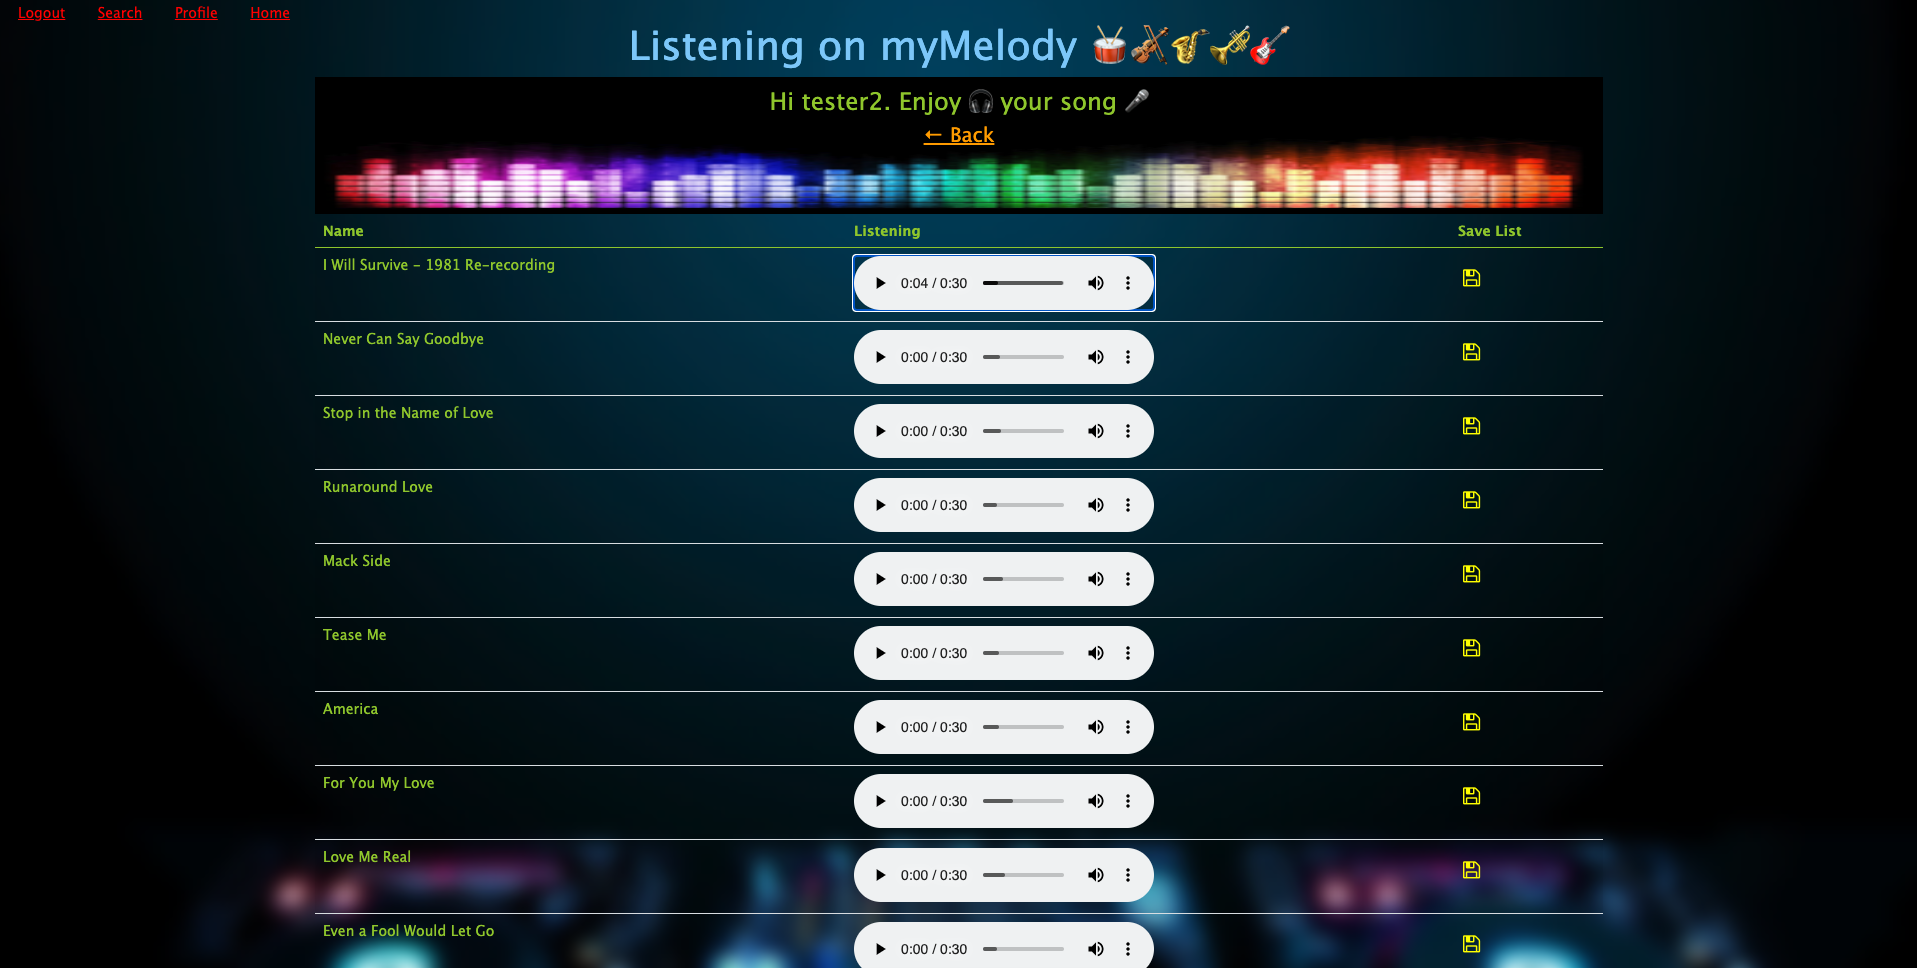 Logout Search Profile Home
Listening on myMelody
Hi tester2. Enjoy your song
← Back
Name Listening Save List
I Will Survive - 1981 Re-recording 0:04 / 0:30
Never Can Say Goodbye 0:00 / 0:30
Stop in the Name of Love 0:00 / 0:30
Runaround Love 0:00 / 0:30
Mack Side 0:00 / 0:30
Tease Me 0:00 / 0:30
America 0:00 / 0:30
For You My Love 0:00 / 0:30
Love Me Real 0:00 / 0:30
Even a Fool Would Let Go 0:00 / 0:30